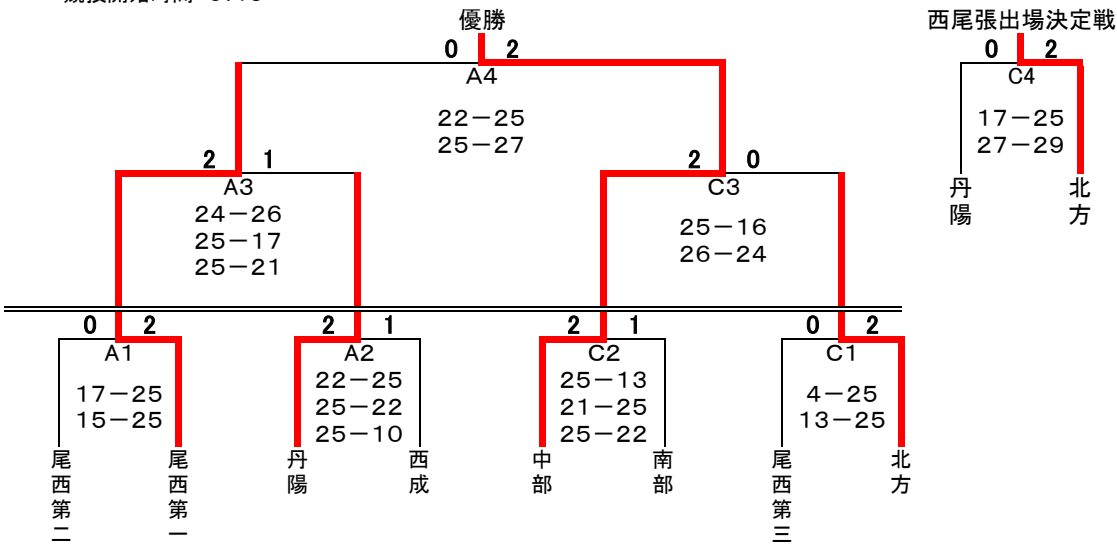 優勝
西尾張出場決定戦
0 2
A4
22－25
25－27
0 2
C4
17－25
27－29
丹陽
北方
2 1
A3
24－26
25－17
25－21
2 0
C3
25－16
26－24
0 2
A1
17－25
15－25
2 1
A2
22－25
25－22
25－10
2 1
C2
25－13
21－25
25－22
0 2
C1
4－25
13－25
尾西第二
尾西第一
丹陽
西成
中部
南部
尾西第三
北方